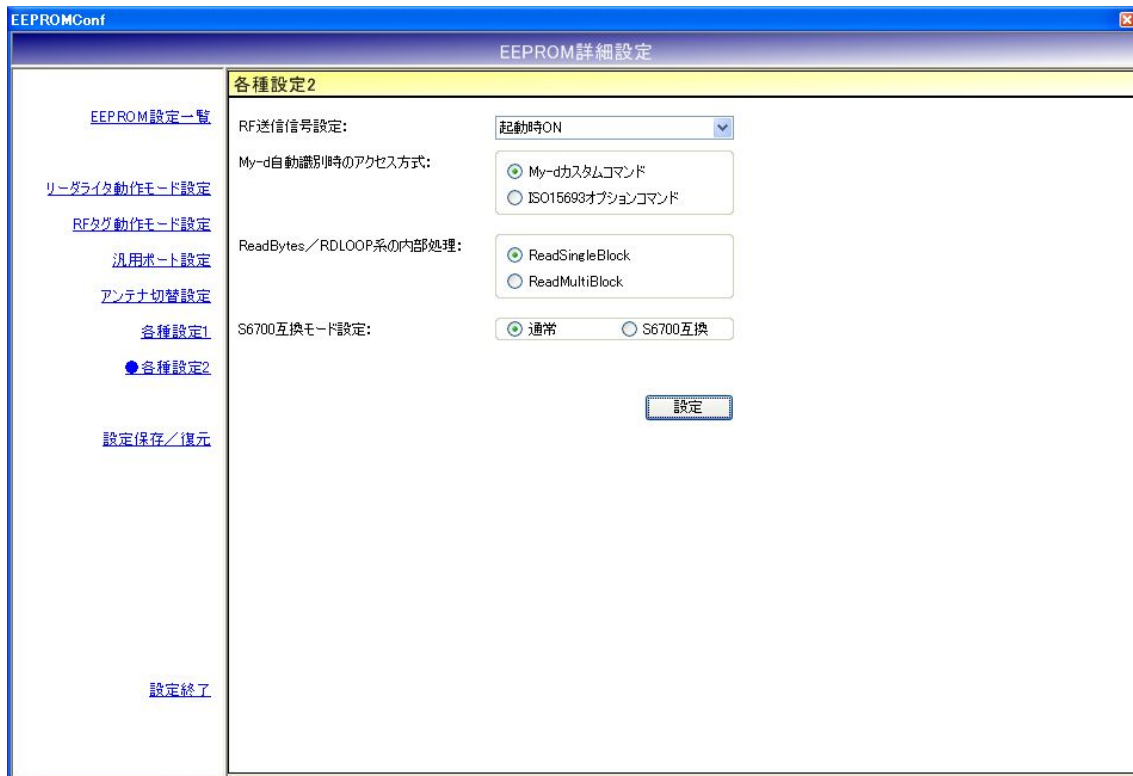 EEPROMConf
EEPROM詳細設定
EEPROM設定一覧
リーダライタ動作モード設定
RFタグ動作モード設定
汎用ポート設定
アンテナ切替設定
各種設定1
●各種設定2
設定保存／復元
設定終了
各種設定2
RF送信信号設定: 起動時ON
My-d自動識別時のアクセス方式: My-dカスタムコマンド
ISO15693オプションコマンド
ReadBytes／RDLOOP系の内部処理: ReadSingleBlock
ReadMultiBlock
S6700互換モード設定: 通常 S6700互換
設定